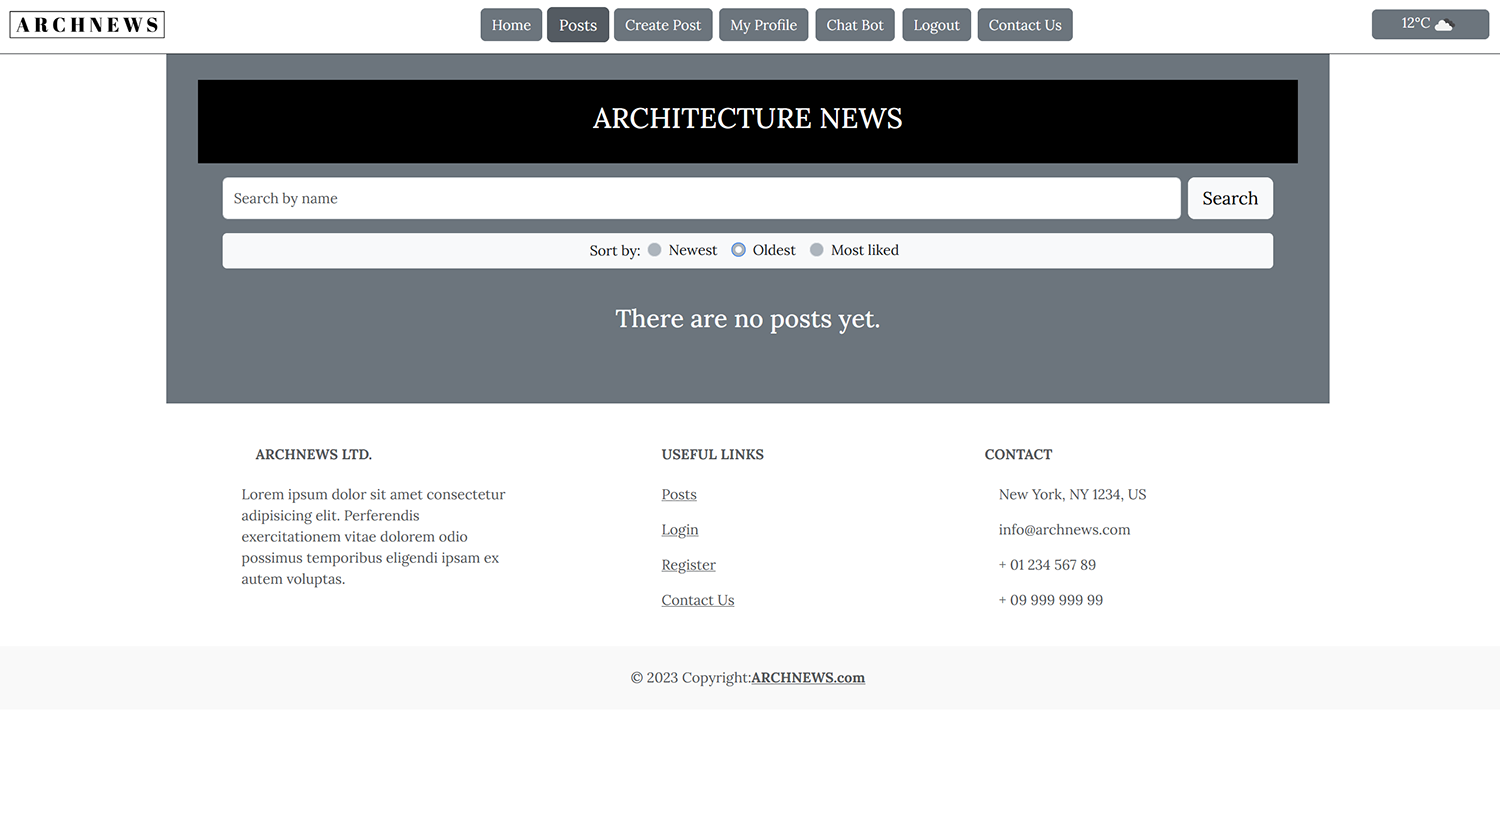 ARCHNEWS
Home Posts Create Post My Profile Chat Bot Logout Contact Us
12°C
ARCHITECTURE NEWS
Search by name Search
Sort by: Newest Oldest Most liked
There are no posts yet.
ARCHNEWS LTD.
Lorem ipsum dolor sit amet consectetur
adipisicing elit. Perferendis
exercitationem vitae dolorem odio
possimus temporibus eligendi ipsam ex
autem voluptas.
USEFUL LINKS
Posts
Login
Register
Contact Us
CONTACT
New York, NY 1234, US
info@archnews.com
+ 01 234 567 89
+ 09 999 999 99
© 2023 Copyright:ARCHNEWS.com